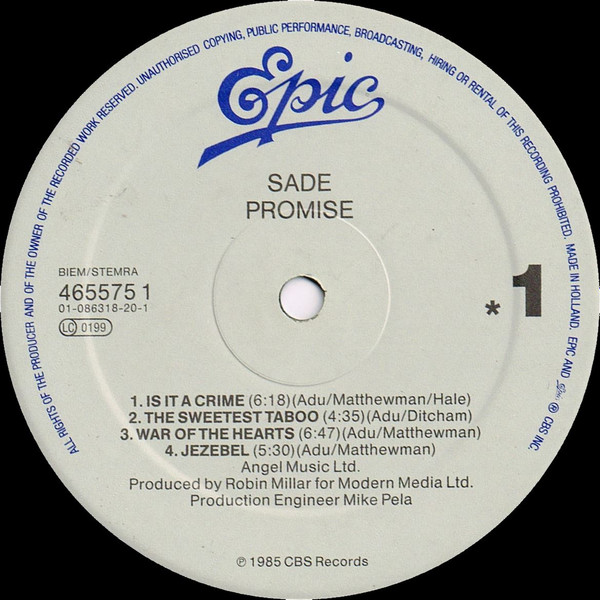 ALL RIGHTS OF THE PRODUCER AND OF THE OWNER OF THE RECORDED WORK RESERVED. UNAUTHORISED COPYING, PUBLIC PERFORMANCE, BROADCASTING, HIRING OR RENTAL OF THIS RECORDING PROHIBITED. MADE IN HOLLAND. EPIC AND Epic ® CBS INC.
Epic
SADE
PROMISE
BIEM/STEMRA
465575 1
01-086318-20-1
LC 0199
* 1
1. IS IT A CRIME (6:18)(Adu/Matthewman/Hale)
2. THE SWEETEST TABOO (4:35)(Adu/Ditcham)
3. WAR OF THE HEARTS (6:47)(Adu/Matthewman)
4. JEZEBEL (5:30)(Adu/Matthewman)
Angel Music Ltd.
Produced by Robin Millar for Modern Media Ltd.
Production Engineer Mike Pela
℗ 1985 CBS Records